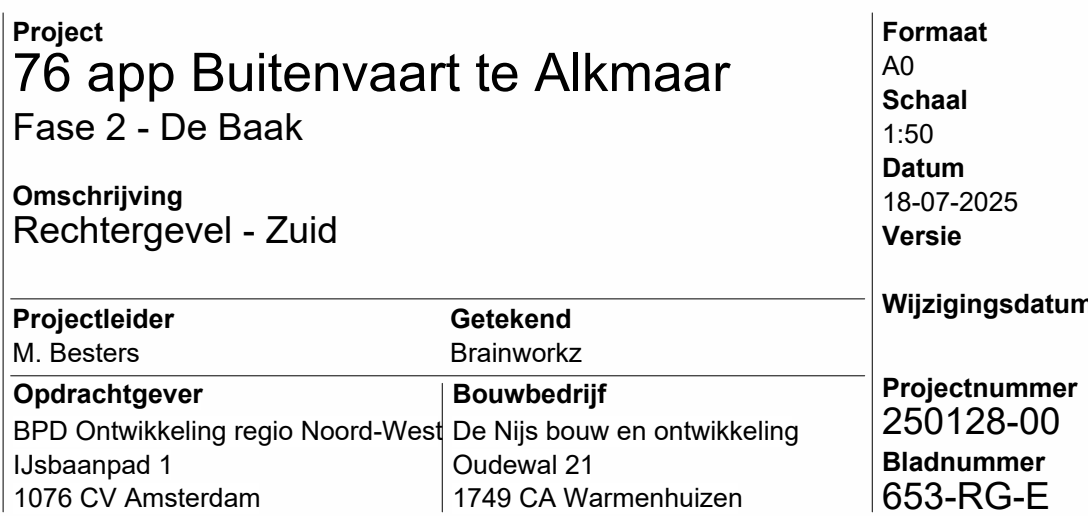 Project
76 app Buitenvaart te Alkmaar
Fase 2 - De Baak
Omschrijving
Rechtergevel - Zuid
Projectleider
M. Besters
Getekend
Brainworkz
Opdrachtgever
BPD Ontwikkeling regio Noord-West
IJsbaanpad 1
1076 CV Amsterdam
Bouwbedrijf
De Nijs bouw en ontwikkeling
Oudewal 21
1749 CA Warmenhuizen
Formaat
A0
Schaal
1:50
Datum
18-07-2025
Versie
Wijzigingsdatum
Projectnummer
250128-00
Bladnummer
653-RG-E